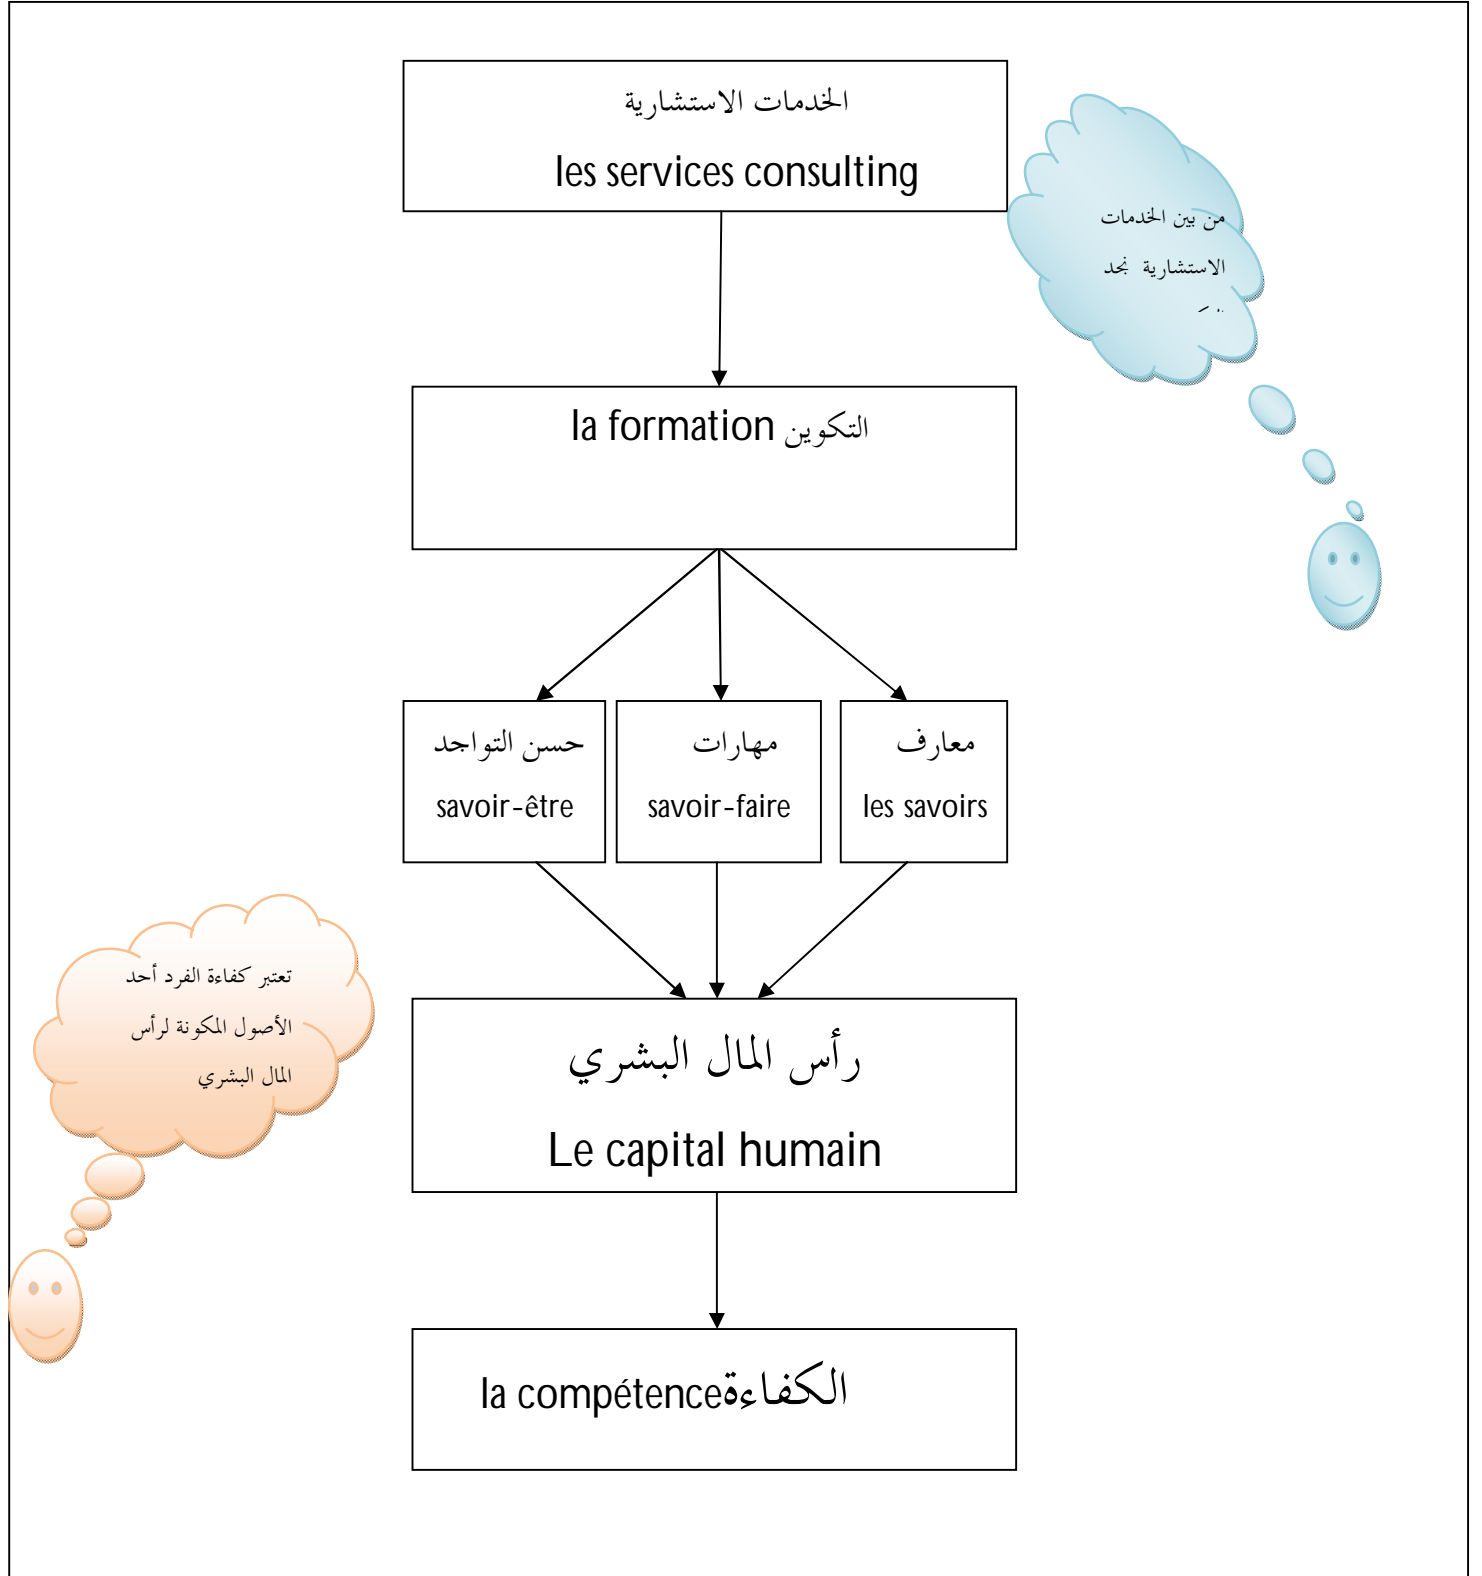 الخدمات الاستشارية
les services consulting
من بين الخدمات
الاستشارية نجد
la formation التكوين
معارف
les savoirs
مهارات
savoir-faire
حسن التواجد
savoir-être
تعتبر كفاءة الفرد أحد
الأصول المكونة لرأس
المال البشري
رأس المال البشري
Le capital humain
la compétenceالكفاءة